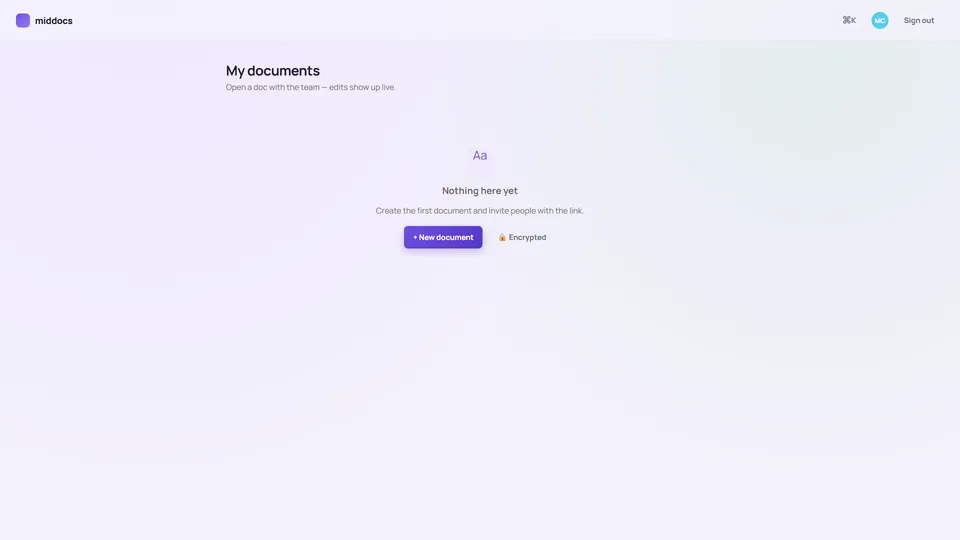 middocs
⌘K
MC
Sign out
My documents
Open a doc with the team — edits show up live.
Aa
Nothing here yet
Create the first document and invite people with the link.
+ New document
🔒 Encrypted